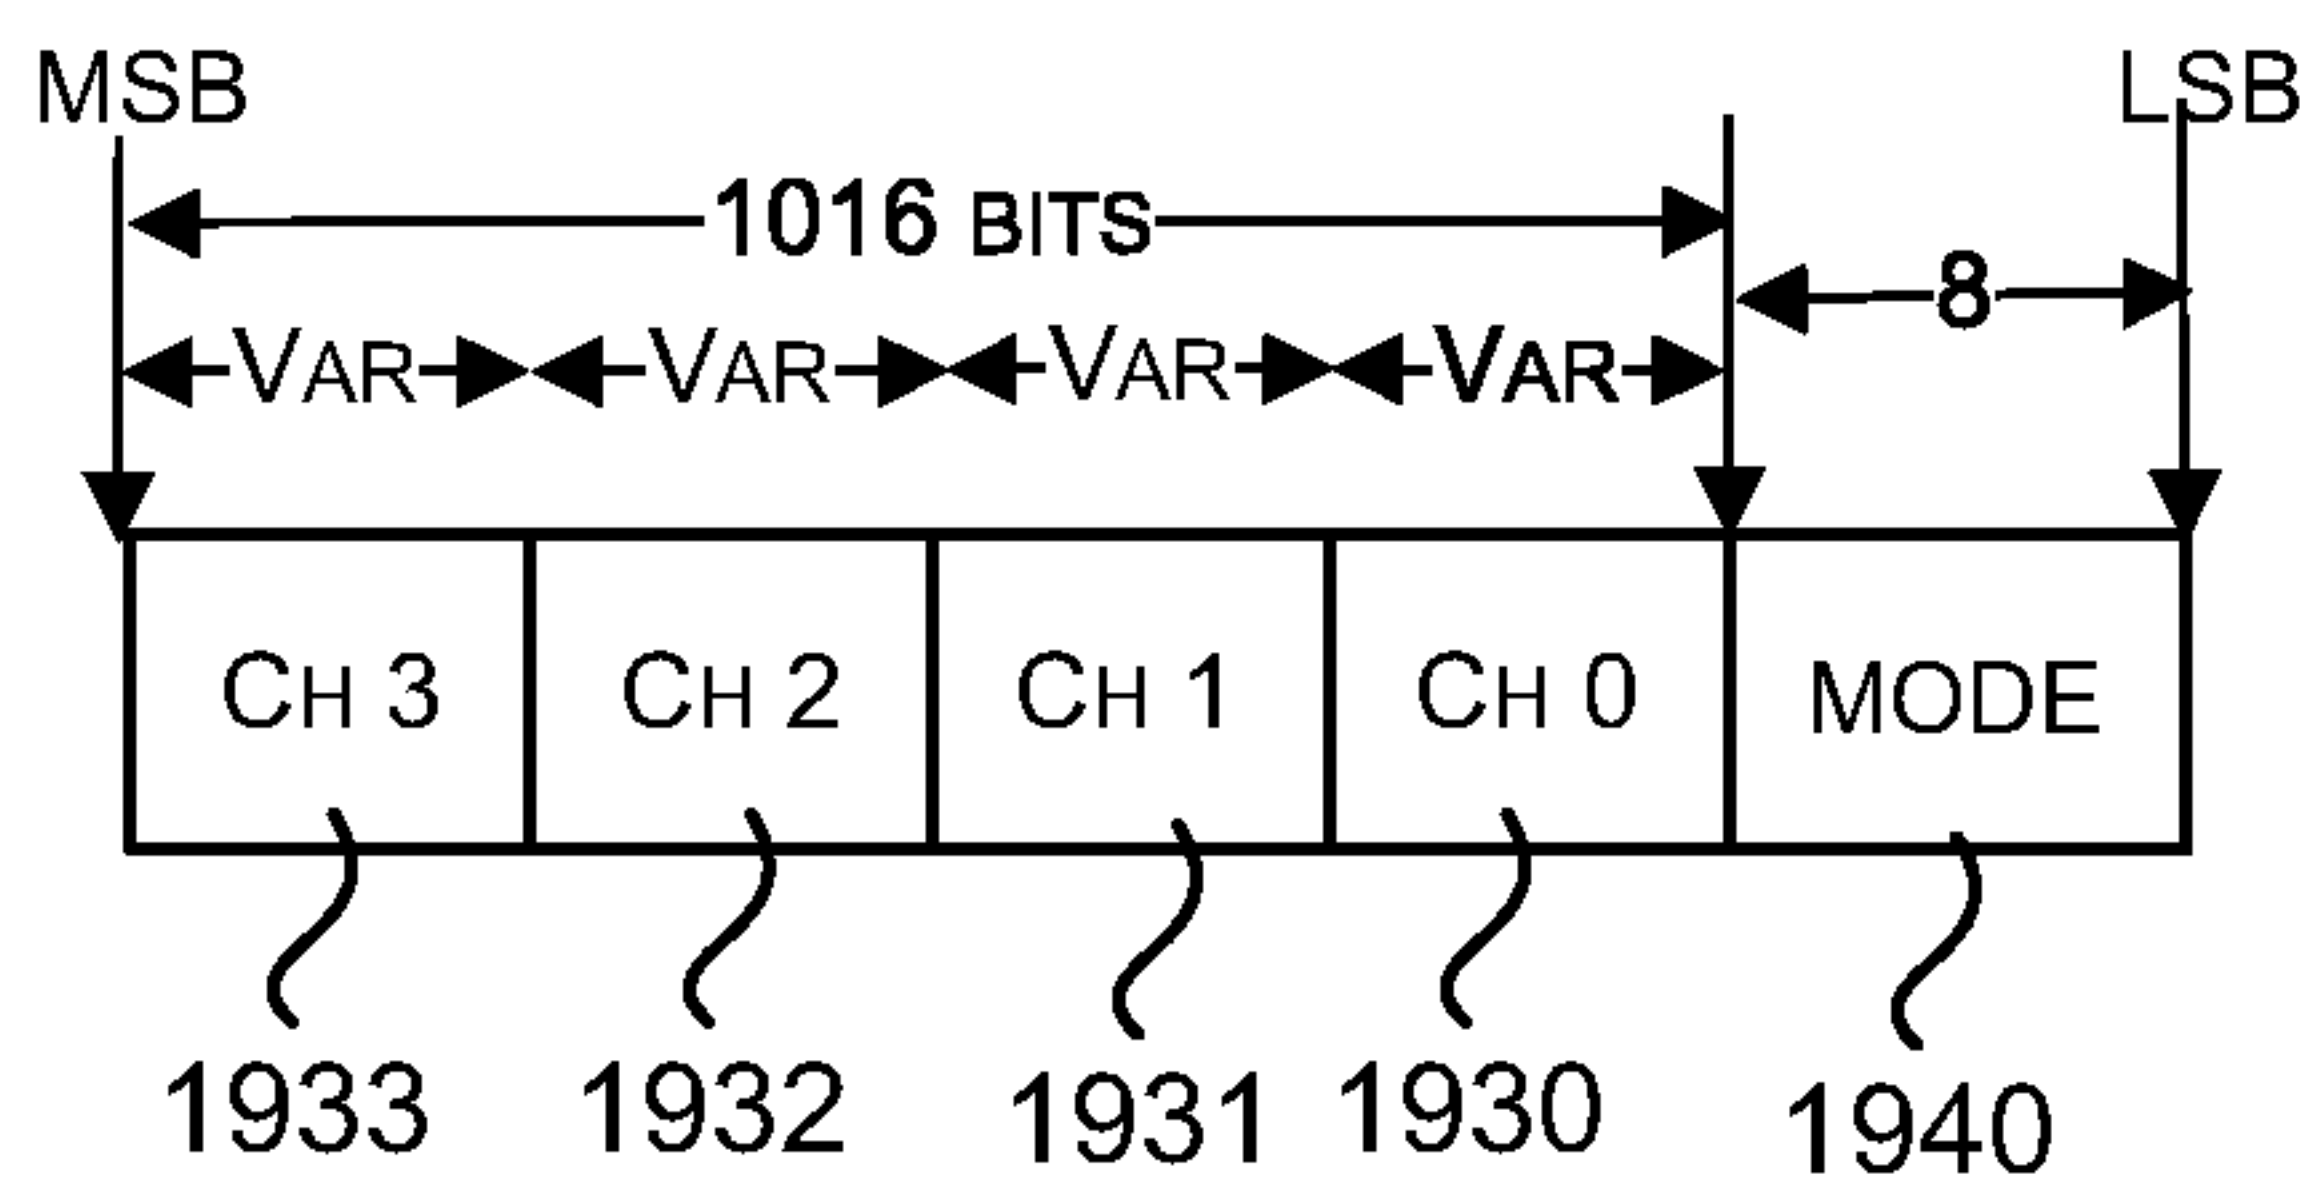 MSB LSB
1016 BITS
8
VAR VAR VAR VAR
CH 3 CH 2 CH 1 CH 0 MODE
1933 1932 1931 1930 1940